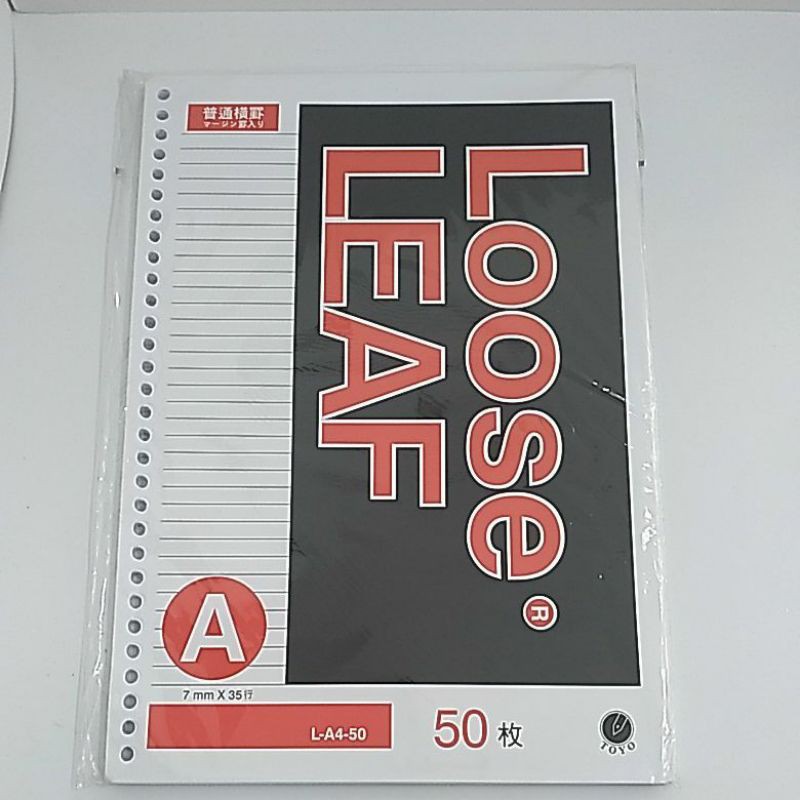 普通横罫
マージン罫入り
Loose
LEAF
®
A
7 mm X 35行
L-A4-50
50 枚
TOYO